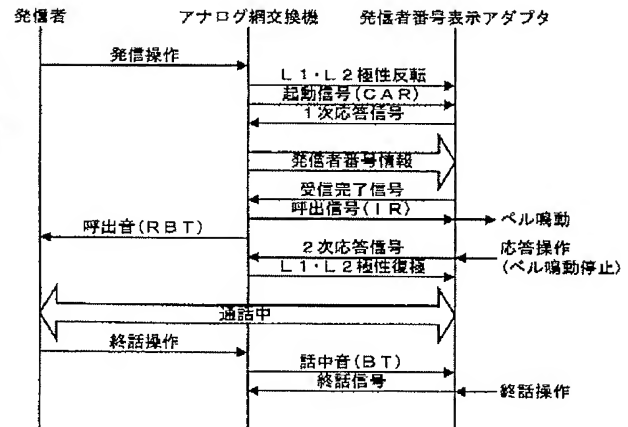 発信者
アナログ網交換機
発信者番号表示アダプタ
発信操作
L1・L2極性反転
起動信号(CAR)
1次応答信号
発信者番号情報
受信完了信号
呼出信号(IR)
ベル鳴動
呼出音(RBT)
2次応答信号
応答操作
(ベル鳴動停止)
L1・L2極性復極
通話中
終話操作
話中音(BT)
終話信号
終話操作